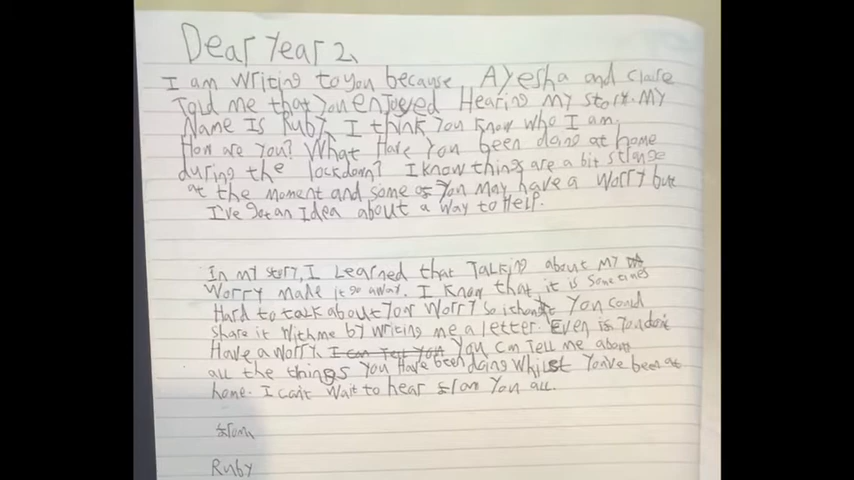 Dear Year 2,
I am writing to you because Ayesha and Claire
Told me that you enjoyed Hearing my story. My
Name Is Ruby, I think you know who I am.
How are you? What Have you been doing at home
during the lockdown? I know things are a bit strange
at the moment and some of you may have a worry but
I've got an Idea about a way to Help.
In my story, I Learned that Talking about my
Worry made it go away. I know that it is sometimes
Hard to talk about your worry so i thought you could
share it with me by writing me a letter. Even if you don't
Have a worry, I can Tell you You can Tell me about
all the things you Have been doing whilst you've been at
home. I can't wait to hear from you all.
from,
Ruby